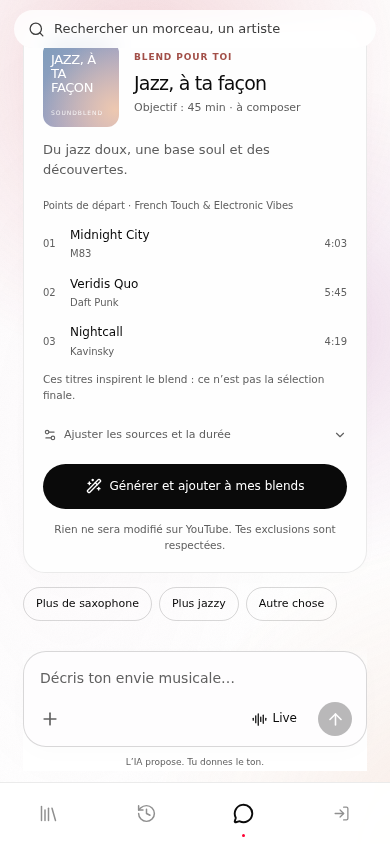 Rechercher un morceau, un artiste
JAZZ, À
TA
FAÇON
SOUNDBLEND
BLEND POUR TOI
Jazz, à ta façon
Objectif : 45 min · à composer
Du jazz doux, une base soul et des
découvertes.
Points de départ · French Touch & Electronic Vibes
01 Midnight City 4:03
M83
02 Veridis Quo 5:45
Daft Punk
03 Nightcall 4:19
Kavinsky
Ces titres inspirent le blend : ce n’est pas la sélection
finale.
Ajuster les sources et la durée
Générer et ajouter à mes blends
Rien ne sera modifié sur YouTube. Tes exclusions sont
respectées.
Plus de saxophone Plus jazzy Autre chose
Décris ton envie musicale…
Live
L’IA propose. Tu donnes le ton.